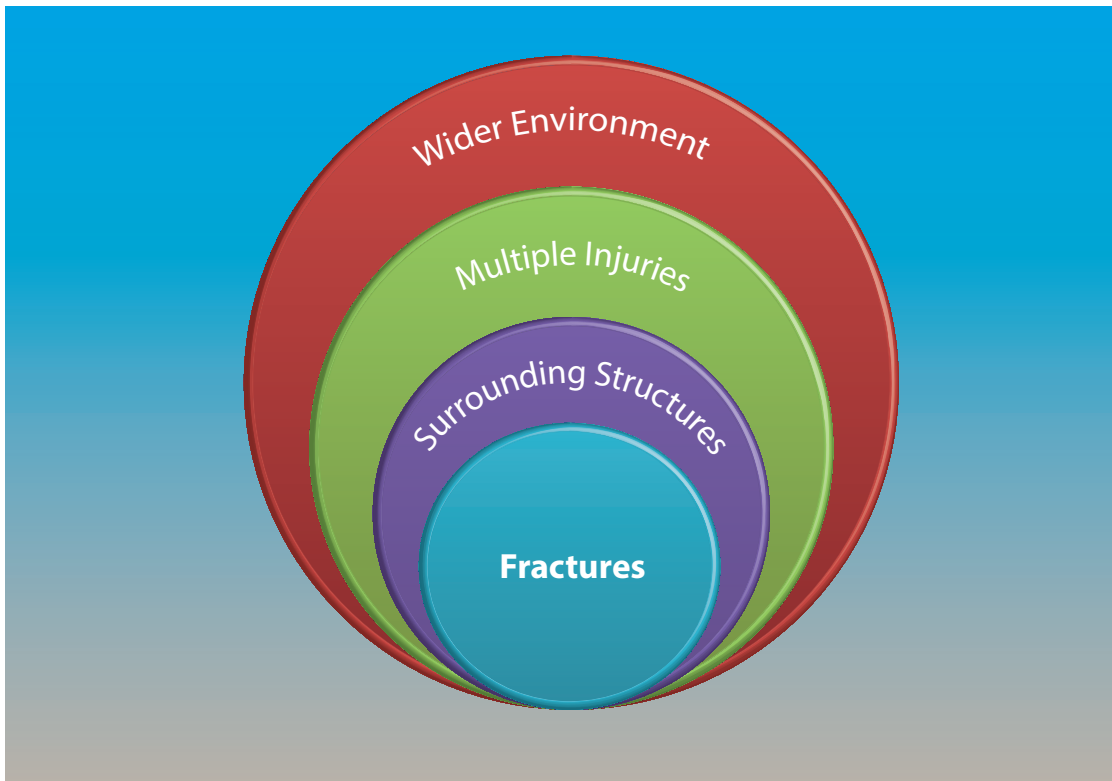 Wider Environment
Multiple Injuries
Surrounding Structures
Fractures